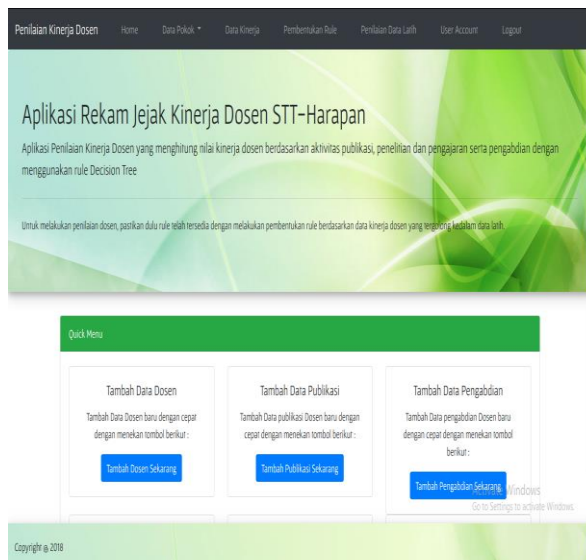 Penilaian Kinerja Dosen Home Data Pokok Data Kinerja Pembentukan Rule Penilaian Data Latih User Account Logout
Aplikasi Rekam Jejak Kinerja Dosen STT-Harapan
Aplikasi Penilaian Kinerja Dosen yang menghitung nilai kinerja dosen berdasarkan aktivitas publikasi, penelitian dan pengajaran serta pengabdian dengan
menggunakan rule Decision Tree
Untuk melakukan penilaian dosen, pastikan dulu rule telah tersedia dengan melakukan pembentukan rule berdasarkan data kinerja dosen yang tergolong kedalam data latih.
Quick Menu
Tambah Data Dosen
Tambah Data Dosen baru dengan cepat
dengan menekan tombol berikut :
Tambah Dosen Sekarang
Tambah Data Publikasi
Tambah Data publikasi Dosen baru dengan
cepat dengan menekan tombol berikut :
Tambah Publikasi Sekarang
Tambah Data Pengabdian
Tambah Data pengabdian Dosen baru
dengan cepat dengan menekan tombol
berikut :
Tambah Pengabdian Sekarang
Activate Windows
Go to Settings to activate Windows.
Copyright @ 2018